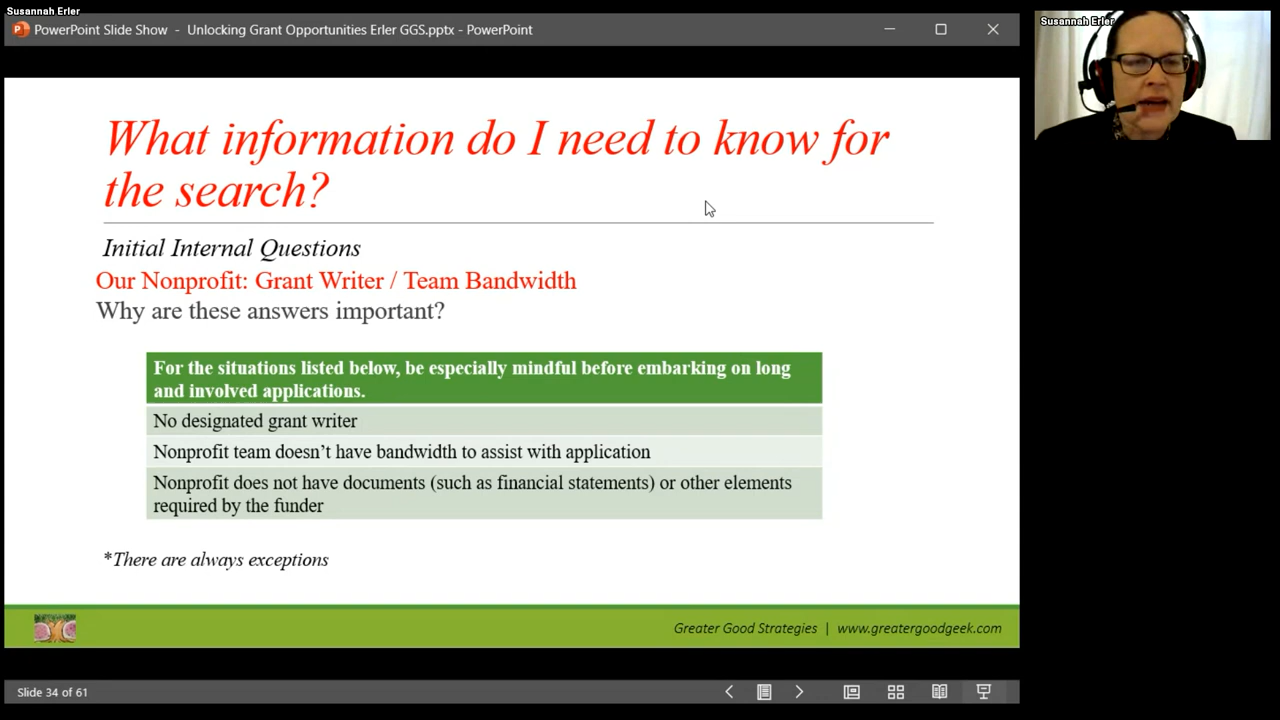 Susannah Erler
PowerPoint Slide Show - Unlocking Grant Opportunities Erler GGS.pptx - PowerPoint
Susannah Erler
What information do I need to know for
the search?
Initial Internal Questions
Our Nonprofit: Grant Writer / Team Bandwidth
Why are these answers important?
For the situations listed below, be especially mindful before embarking on long
and involved applications.
No designated grant writer
Nonprofit team doesn’t have bandwidth to assist with application
Nonprofit does not have documents (such as financial statements) or other elements
required by the funder
*There are always exceptions
Greater Good Strategies | www.greatergoodgeek.com
Slide 34 of 61